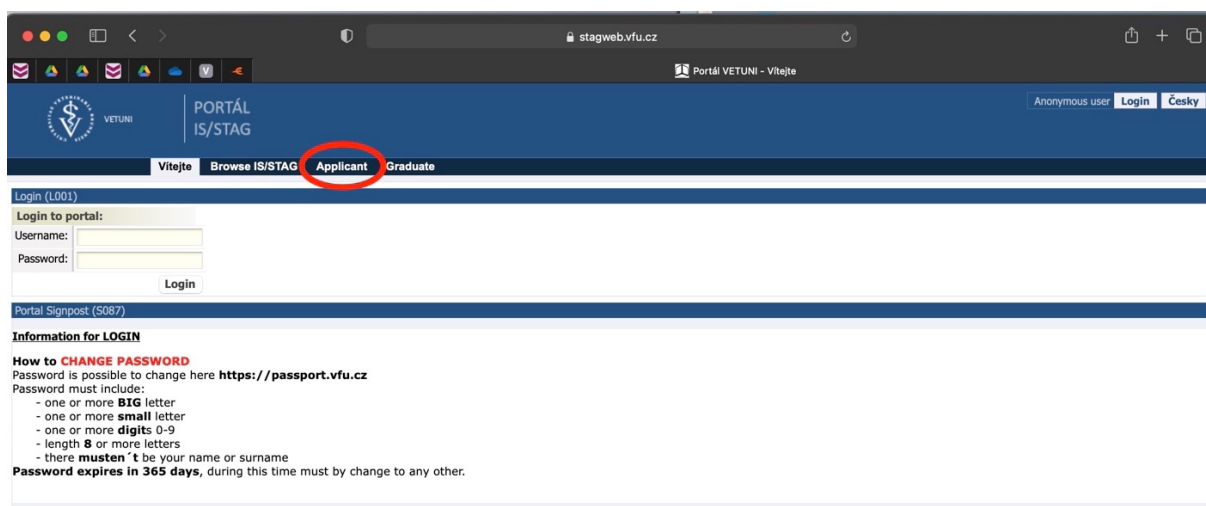 stagweb.vfu.cz
V
Portál VETUNI – Vítejte
VETUNI
PORTÁL
IS/STAG
Anonymous user Login Česky
Vítejte Browse IS/STAG Applicant Graduate
Login (L001)
Login to portal:
Username:
Password:
Login
Portal Signpost (S087)
Information for LOGIN
How to CHANGE PASSWORD
Password is possible to change here https://passport.vfu.cz
Password must include:
- one or more BIG letter
- one or more small letter
- one or more digits 0-9
- length 8 or more letters
- there musten´t be your name or surname
Password expires in 365 days, during this time must by change to any other.